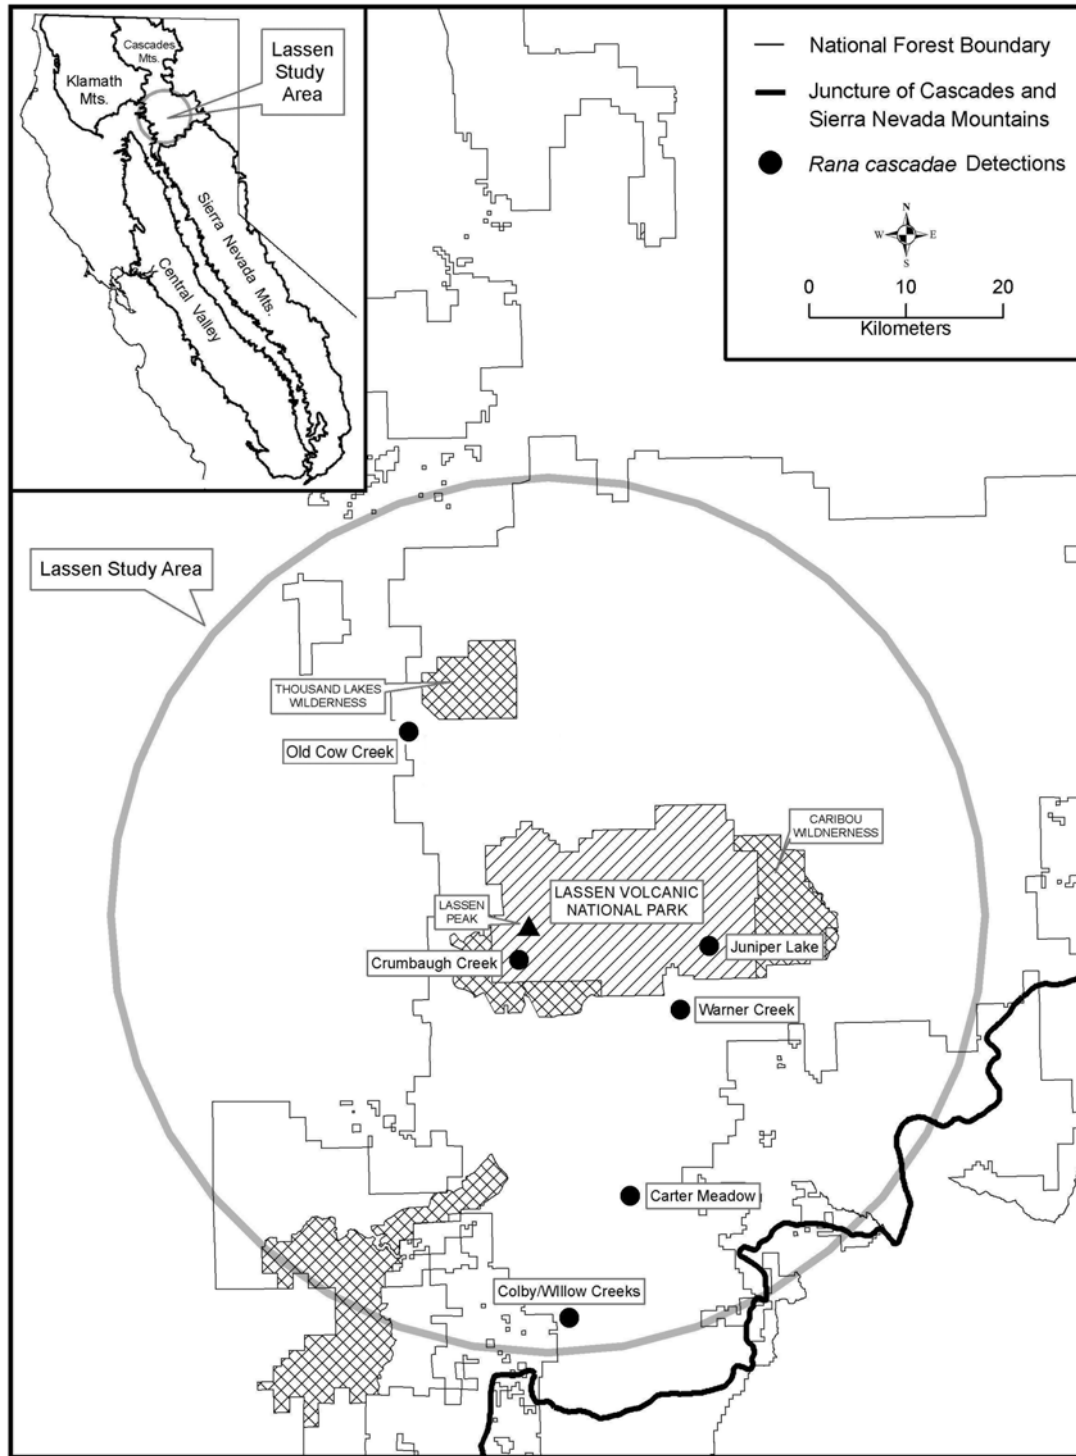 Cascades
Mts.
Klamath
Mts.
Lassen
Study
Area
Sierra Nevada Mts.
Central Valley
National Forest Boundary
Juncture of Cascades and
Sierra Nevada Mountains
Rana cascadae Detections
N
W E
S
0 10 20
Kilometers
Lassen Study Area
THOUSAND LAKES
WILDERNESS
Old Cow Creek
CARIBOU
WILDNERNESS
LASSEN VOLCANIC
NATIONAL PARK
LASSEN
PEAK
Crumbaugh Creek
Juniper Lake
Warner Creek
Carter Meadow
Colby/Willow Creeks